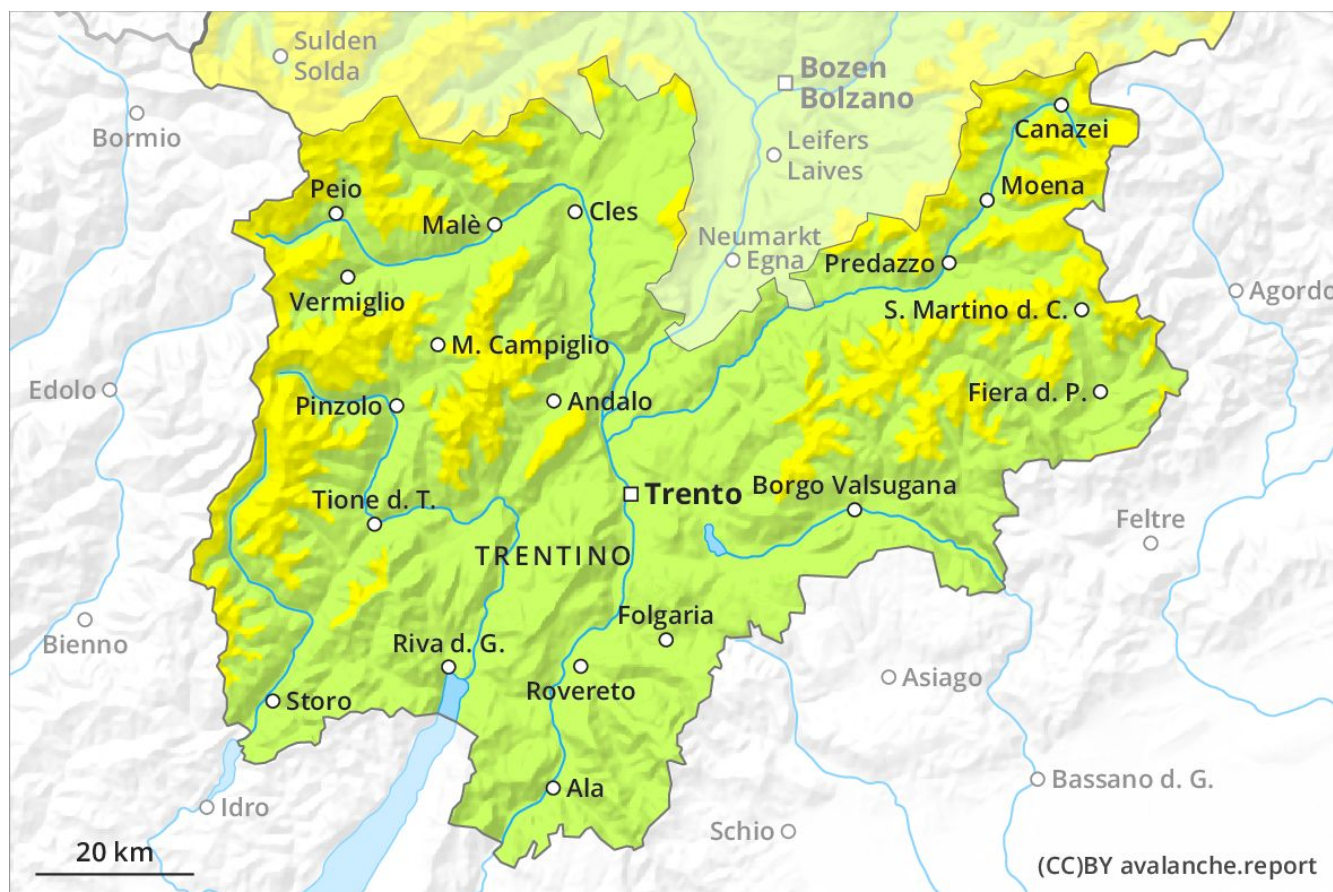 Sulden
Solda
Bozen
Bolzano
Bormio
Canazei
Leifers
Laives
Peio
Moena
Malè
Cles
Neumarkt
Egna
Predazzo
Vermiglio
Agordo
S. Martino d. C.
M. Campiglio
Edolo
Fiera d. P.
Pinzolo
Andalo
Trento
Borgo Valsugana
Tione d. T.
Feltre
TRENTINO
Folgaria
Bienno
Riva d. G.
Asiago
Rovereto
Storo
Bassano d. G.
Ala
Idro
Schio
20 km
(CC)BY avalanche.report